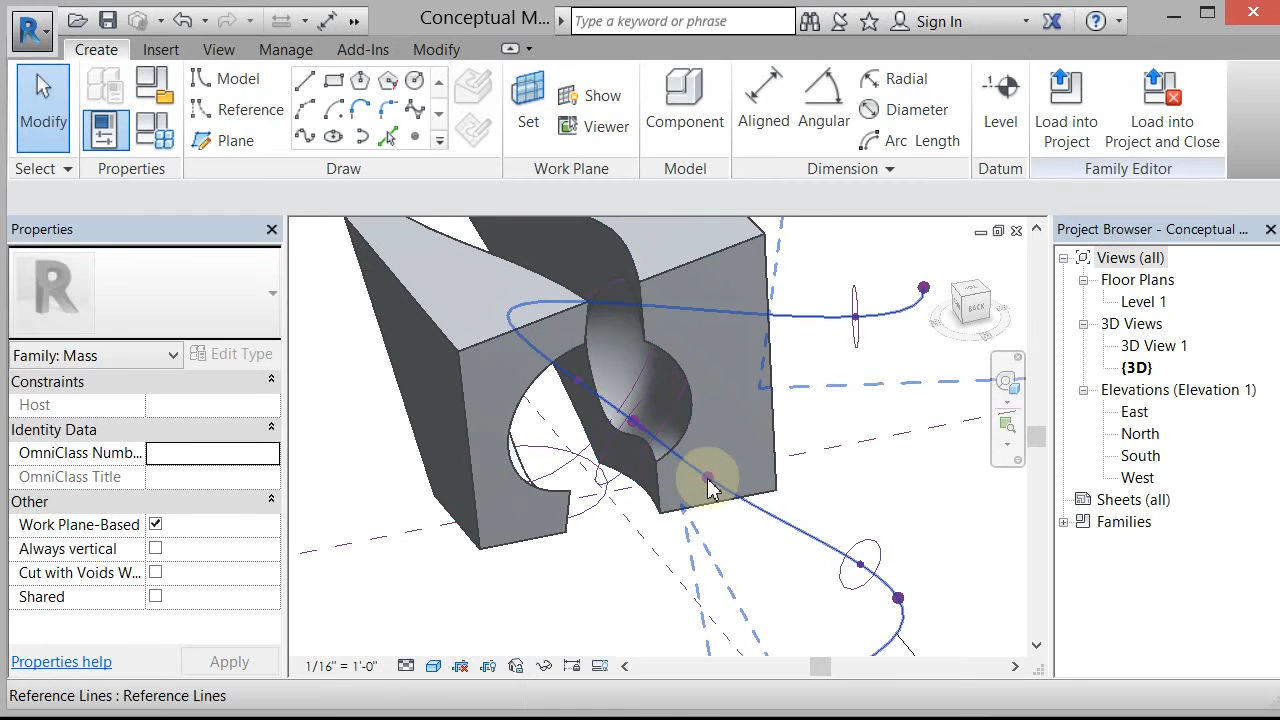 Conceptual M...
Type a keyword or phrase
Sign In
Create
Insert
View
Manage
Add-Ins
Modify
Modify
Model
Reference
Plane
Set
Show
Viewer
Component
Aligned
Angular
Radial
Diameter
Arc Length
Level
Load into
Project
Load into
Project and Close
Select
Properties
Draw
Work Plane
Model
Dimension
Datum
Family Editor
Properties
Family: Mass
Edit Type
Constraints
Host
Identity Data
OmniClass Numb...
OmniClass Title
Other
Work Plane-Based
Always vertical
Cut with Voids W...
Shared
Properties help
Apply
BACK
1/16" = 1'-0"
Project Browser - Conceptual ...
Views (all)
Floor Plans
Level 1
3D Views
3D View 1
{3D}
Elevations (Elevation 1)
East
North
South
West
Sheets (all)
Families
Reference Lines : Reference Lines